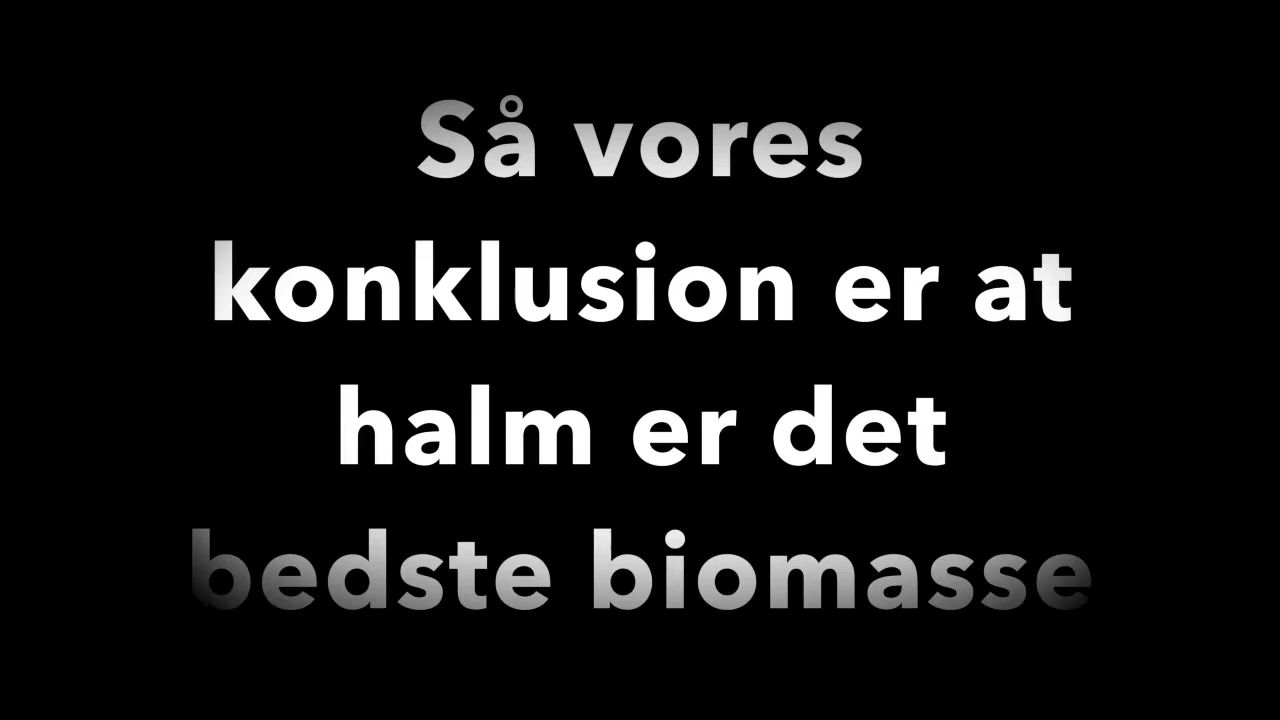 Så vores
konklusion er at
halm er det
bedste biomasse